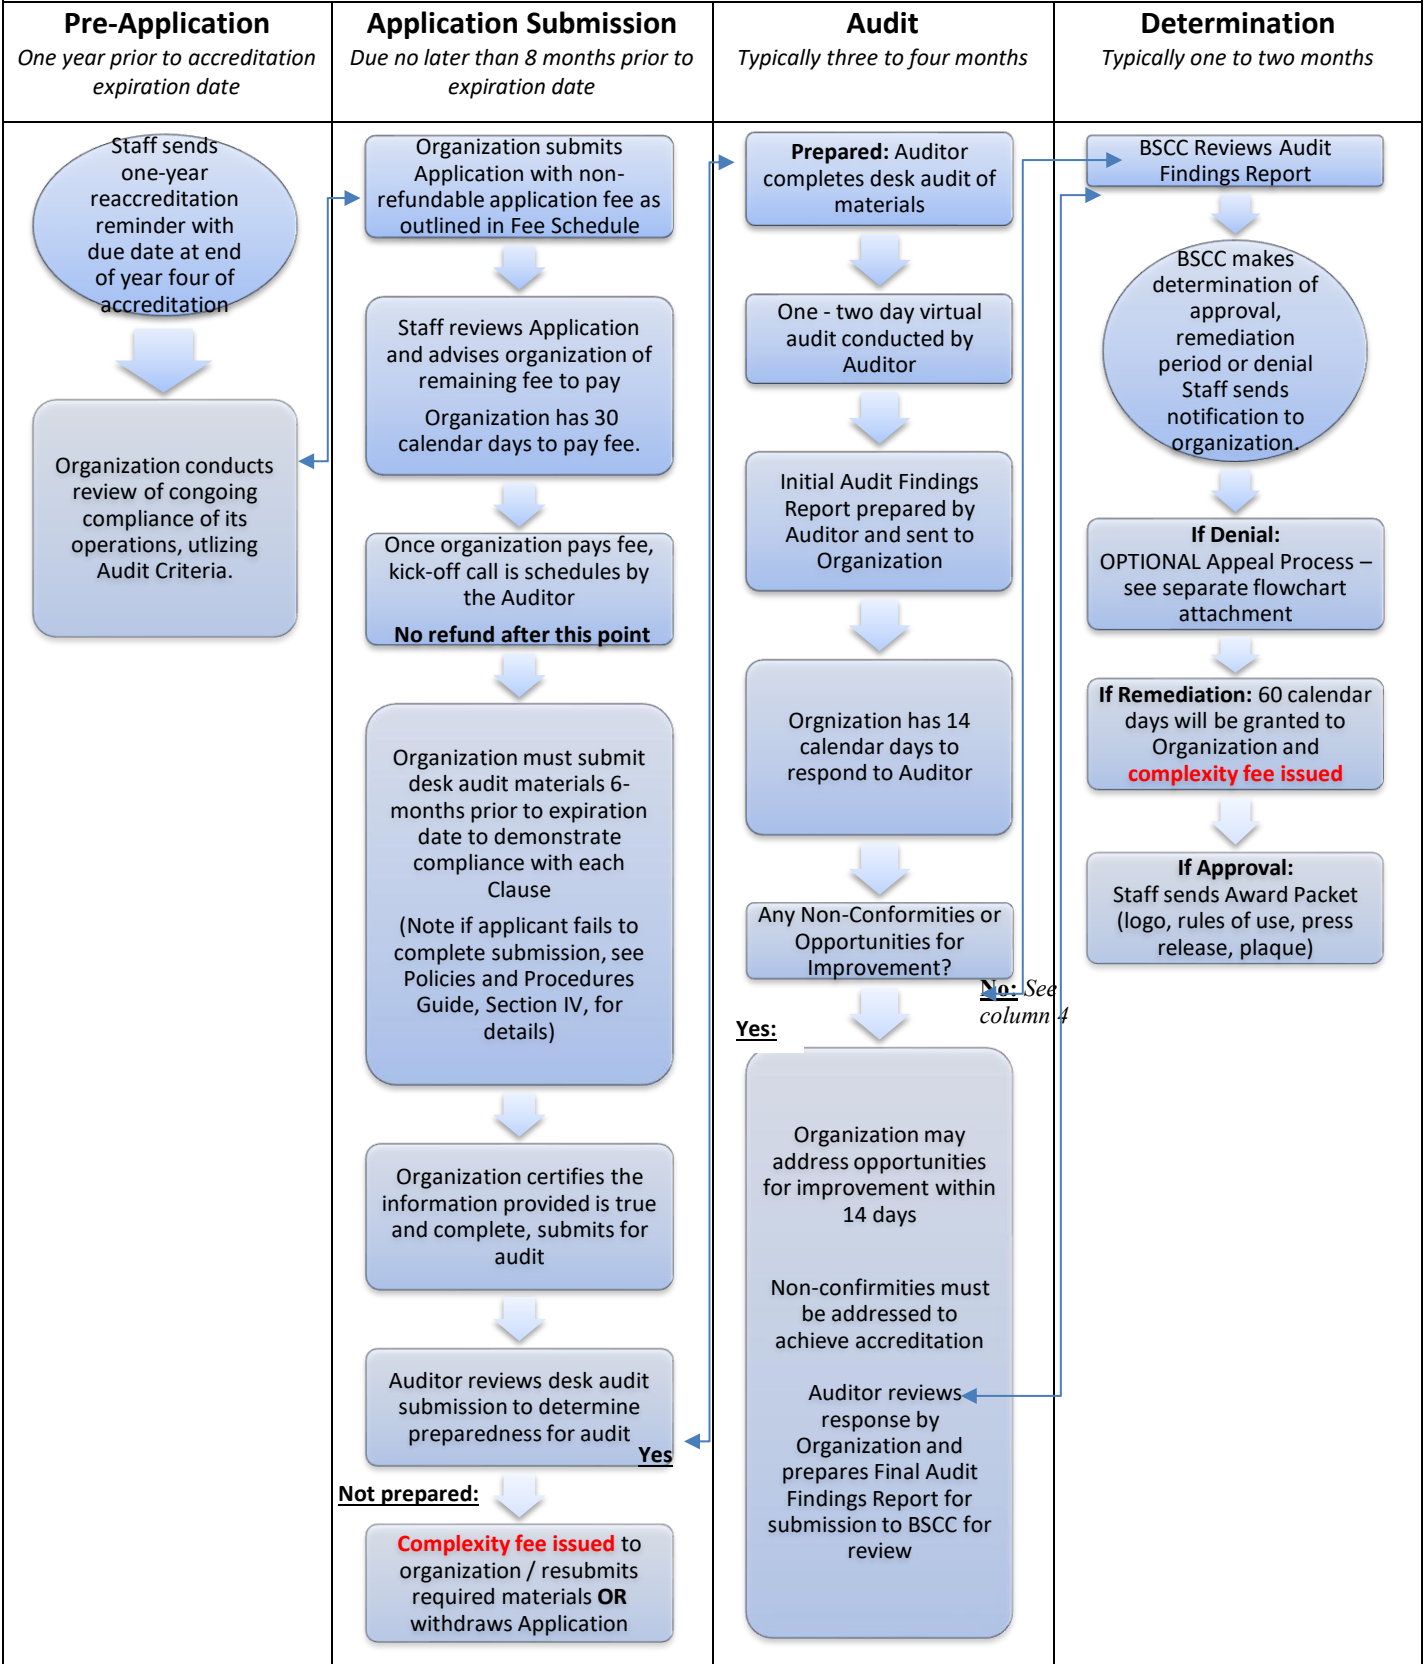 Pre-Application
One year prior to accreditation
expiration date
Application Submission
Due no later than 8 months prior to
expiration date
Audit
Typically three to four months
Determination
Typically one to two months
Staff sends
one-year
reaccreditation
reminder with
due date at end
of year four of
accreditation
Organization conducts
review of congoing
compliance of its
operations, utlizing
Audit Criteria.
Organization submits
Application with non-
refundable application fee as
outlined in Fee Schedule
Staff reviews Application
and advises organization of
remaining fee to pay
Organization has 30
calendar days to pay fee.
Once organization pays fee,
kick-off call is schedules by
the Auditor
No refund after this point
Organization must submit
desk audit materials 6-
months prior to expiration
date to demonstrate
compliance with each
Clause
(Note if applicant fails to
complete submission, see
Policies and Procedures
Guide, Section IV, for
details)
Organization certifies the
information provided is true
and complete, submits for
audit
Auditor reviews desk audit
submission to determine
preparedness for audit
Yes
Not prepared:
Complexity fee issued to
organization / resubmits
required materials OR
withdraws Application
Prepared: Auditor
completes desk audit of
materials
One - two day virtual
audit conducted by
Auditor
Initial Audit Findings
Report prepared by
Auditor and sent to
Organization
Orgnization has 14
calendar days to
respond to Auditor
Any Non-Conformities or
Opportunities for
Improvement?
No: See
column 4
Yes:
Organization may
address opportunities
for improvement within
14 days
Non-confirmities must
be addressed to
achieve accreditation
Auditor reviews
response by
Organization and
prepares Final Audit
Findings Report for
submission to BSCC for
review
BSCC Reviews Audit
Findings Report
BSCC makes
determination of
approval,
remediation
period or denial
Staff sends
notification to
organization.
If Denial:
OPTIONAL Appeal Process –
see separate flowchart
attachment
If Remediation: 60 calendar
days will be granted to
Organization and
complexity fee issued
If Approval:
Staff sends Award Packet
(logo, rules of use, press
release, plaque)